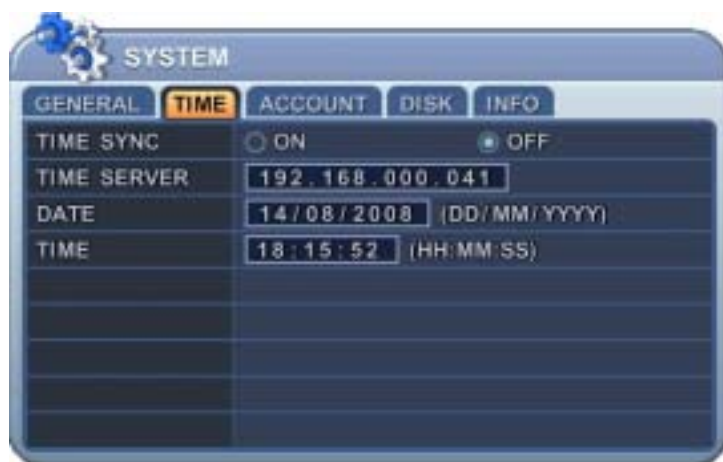 SYSTEM
GENERAL TIME ACCOUNT DISK INFO
TIME SYNC ON OFF
TIME SERVER 192.168.000.041
DATE 14/08/2008 (DD/MM/YYYY)
TIME 18:15:52 (HH:MM:SS)